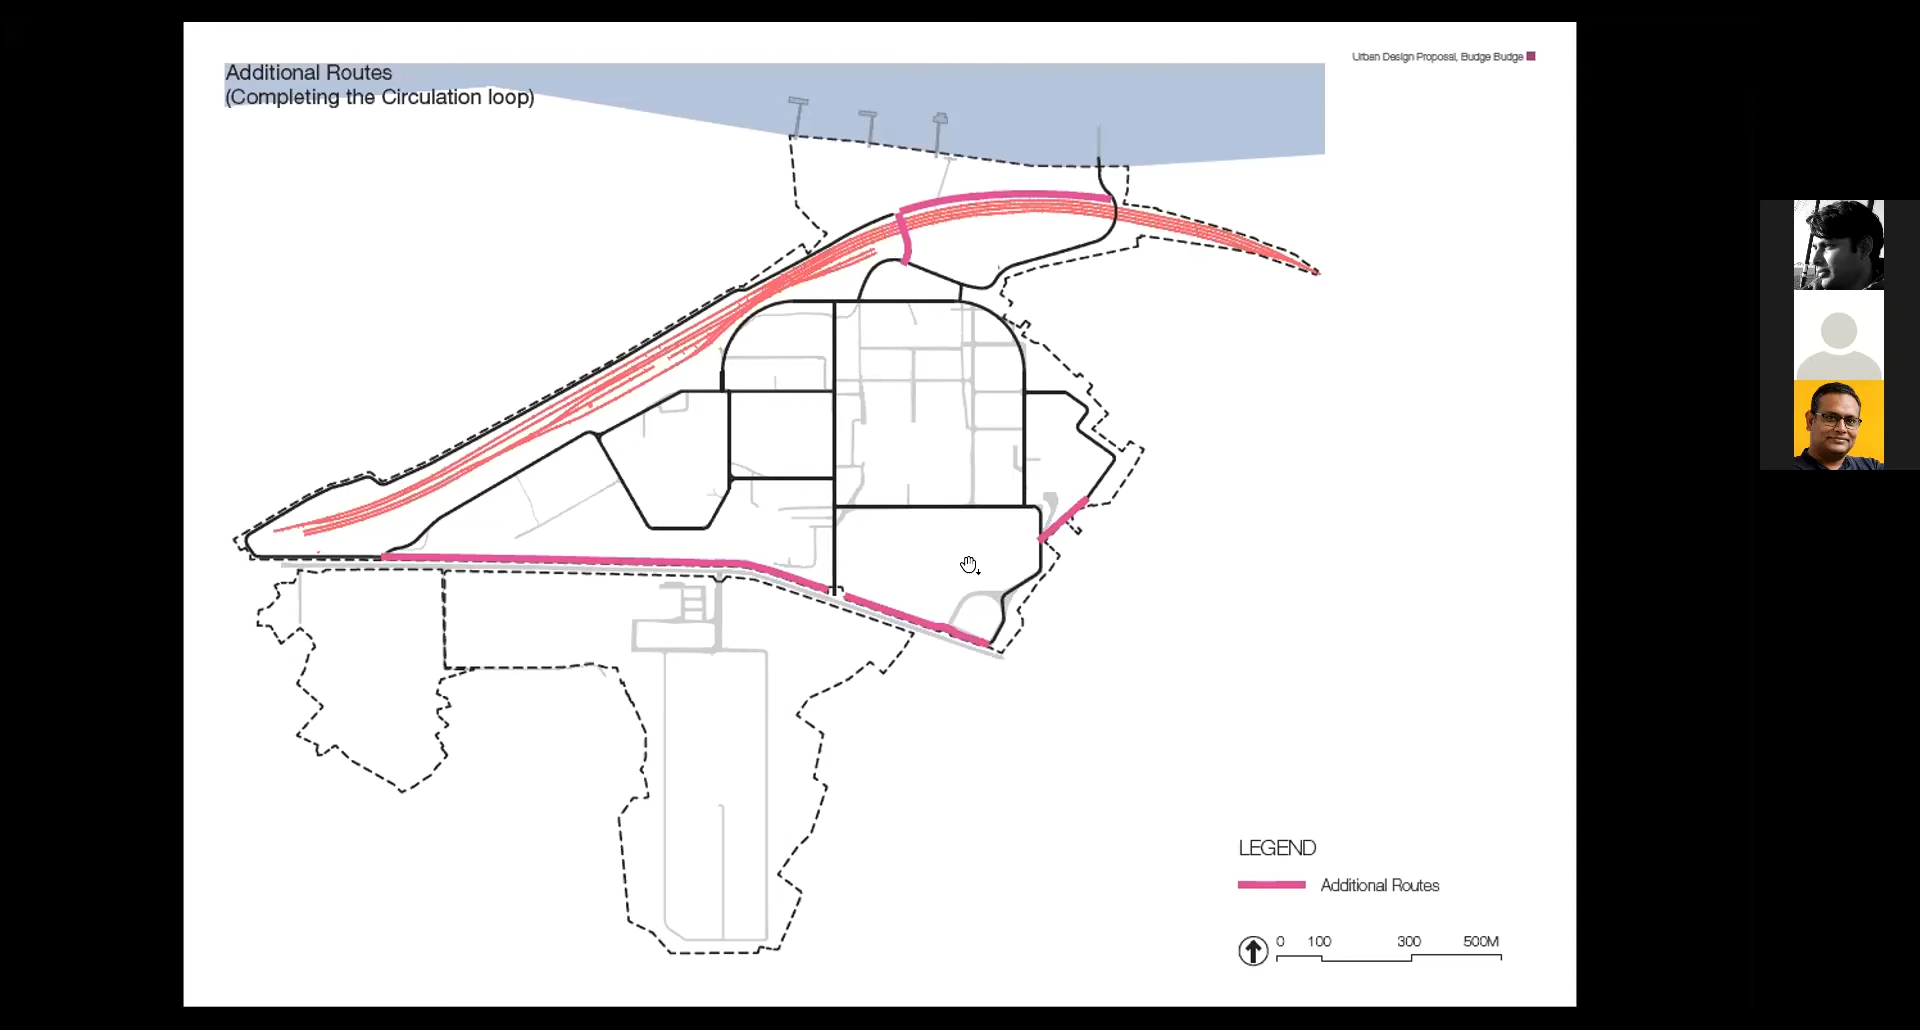 Urban Design Proposal, Budge Budge
Additional Routes
(Completing the Circulation loop)
LEGEND
Additional Routes
0 100 300 500M